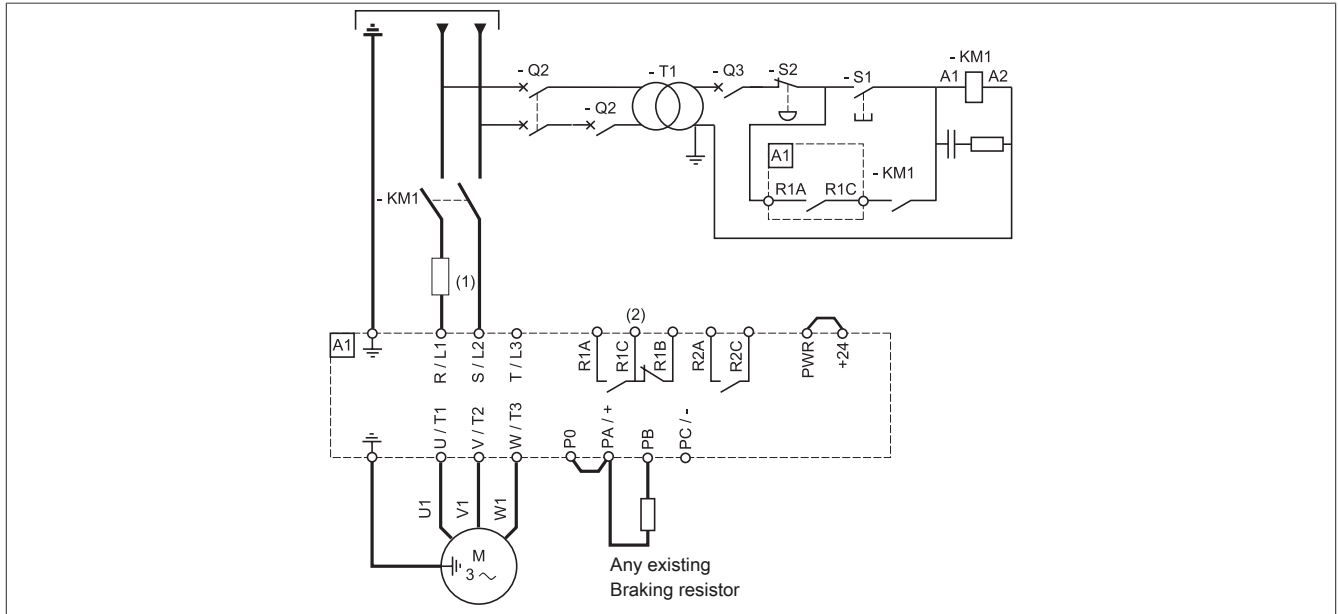 - Q2
- T1
- Q3
- S2
- S1
- KM1
A1
A2
- Q2
A1
R1A
R1C
- KM1
- KM1
(1)
(2)
A1
R / L1
S / L2
T / L3
R1A
R1C
R1B
R2A
R2C
PWR
+24
U / T1
V / T2
W / T3
P0
PA / +
PB
PC / -
U1
V1
W1
M
3 ~
Any existing
Braking resistor